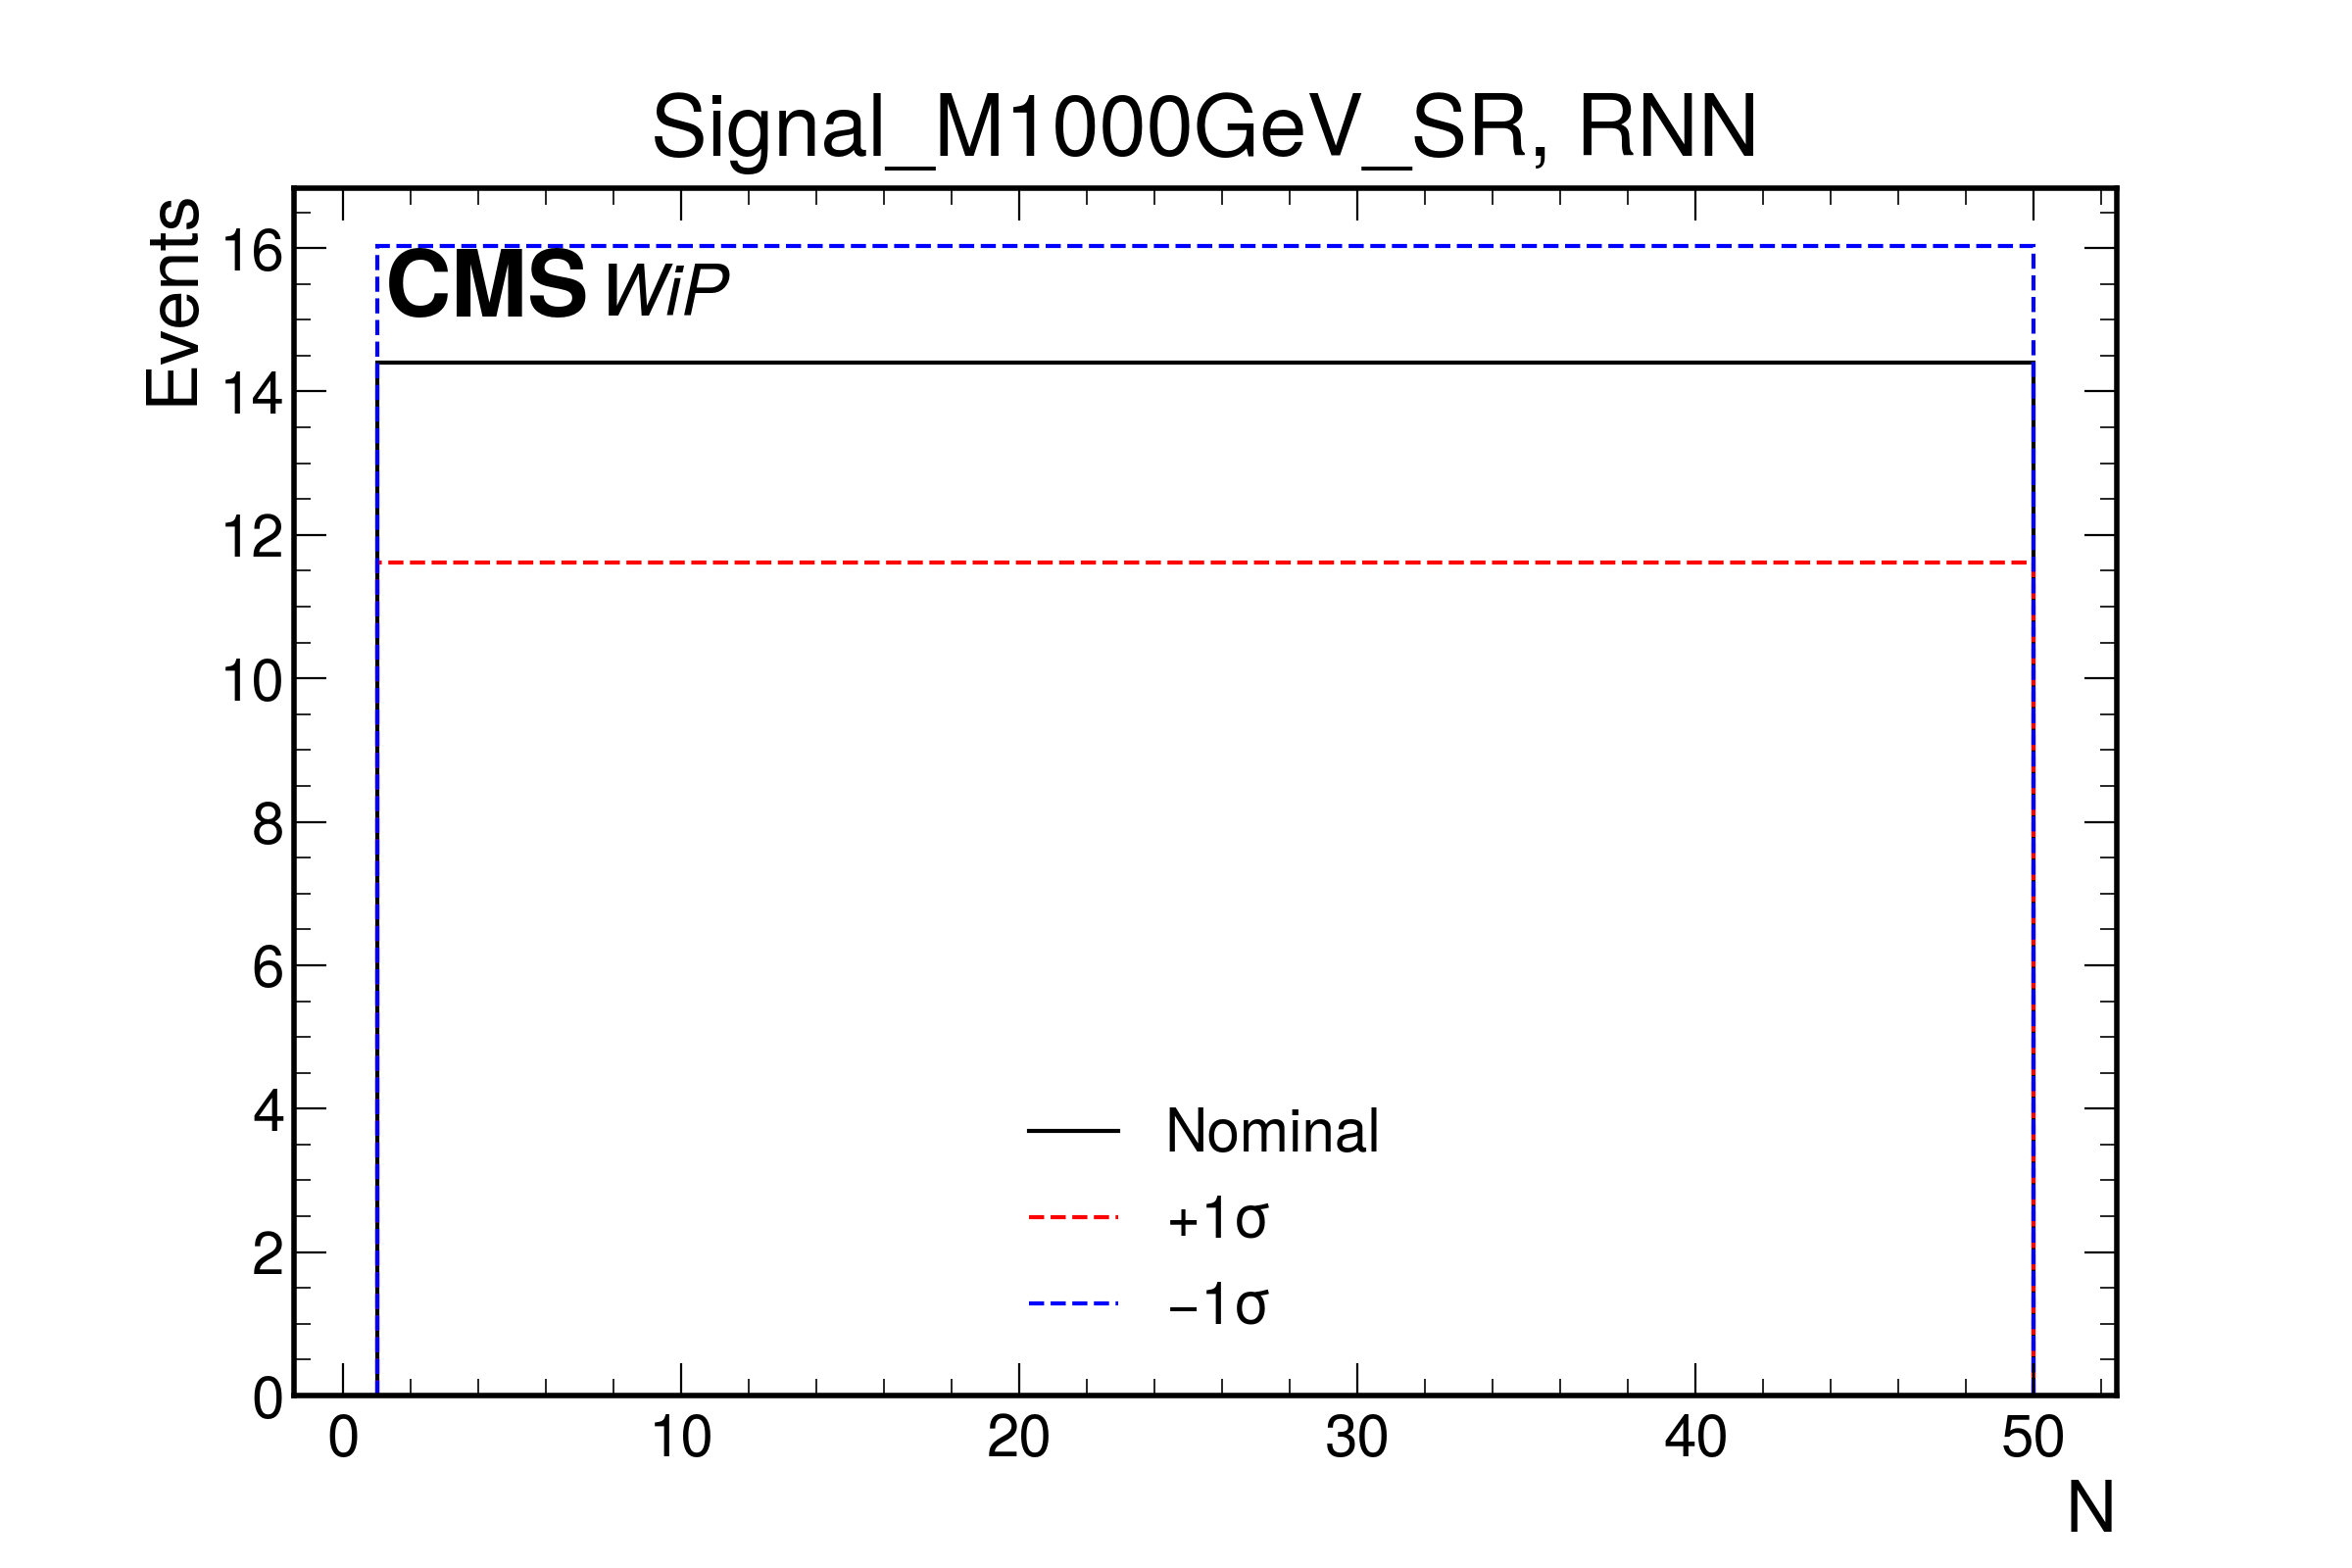 Signal_M1000GeV_SR, RNN
Events
CMS WiP
16
14
12
10
8
6
4
2
0
Nominal
+1σ
−1σ
0 10 20 30 40 50
N